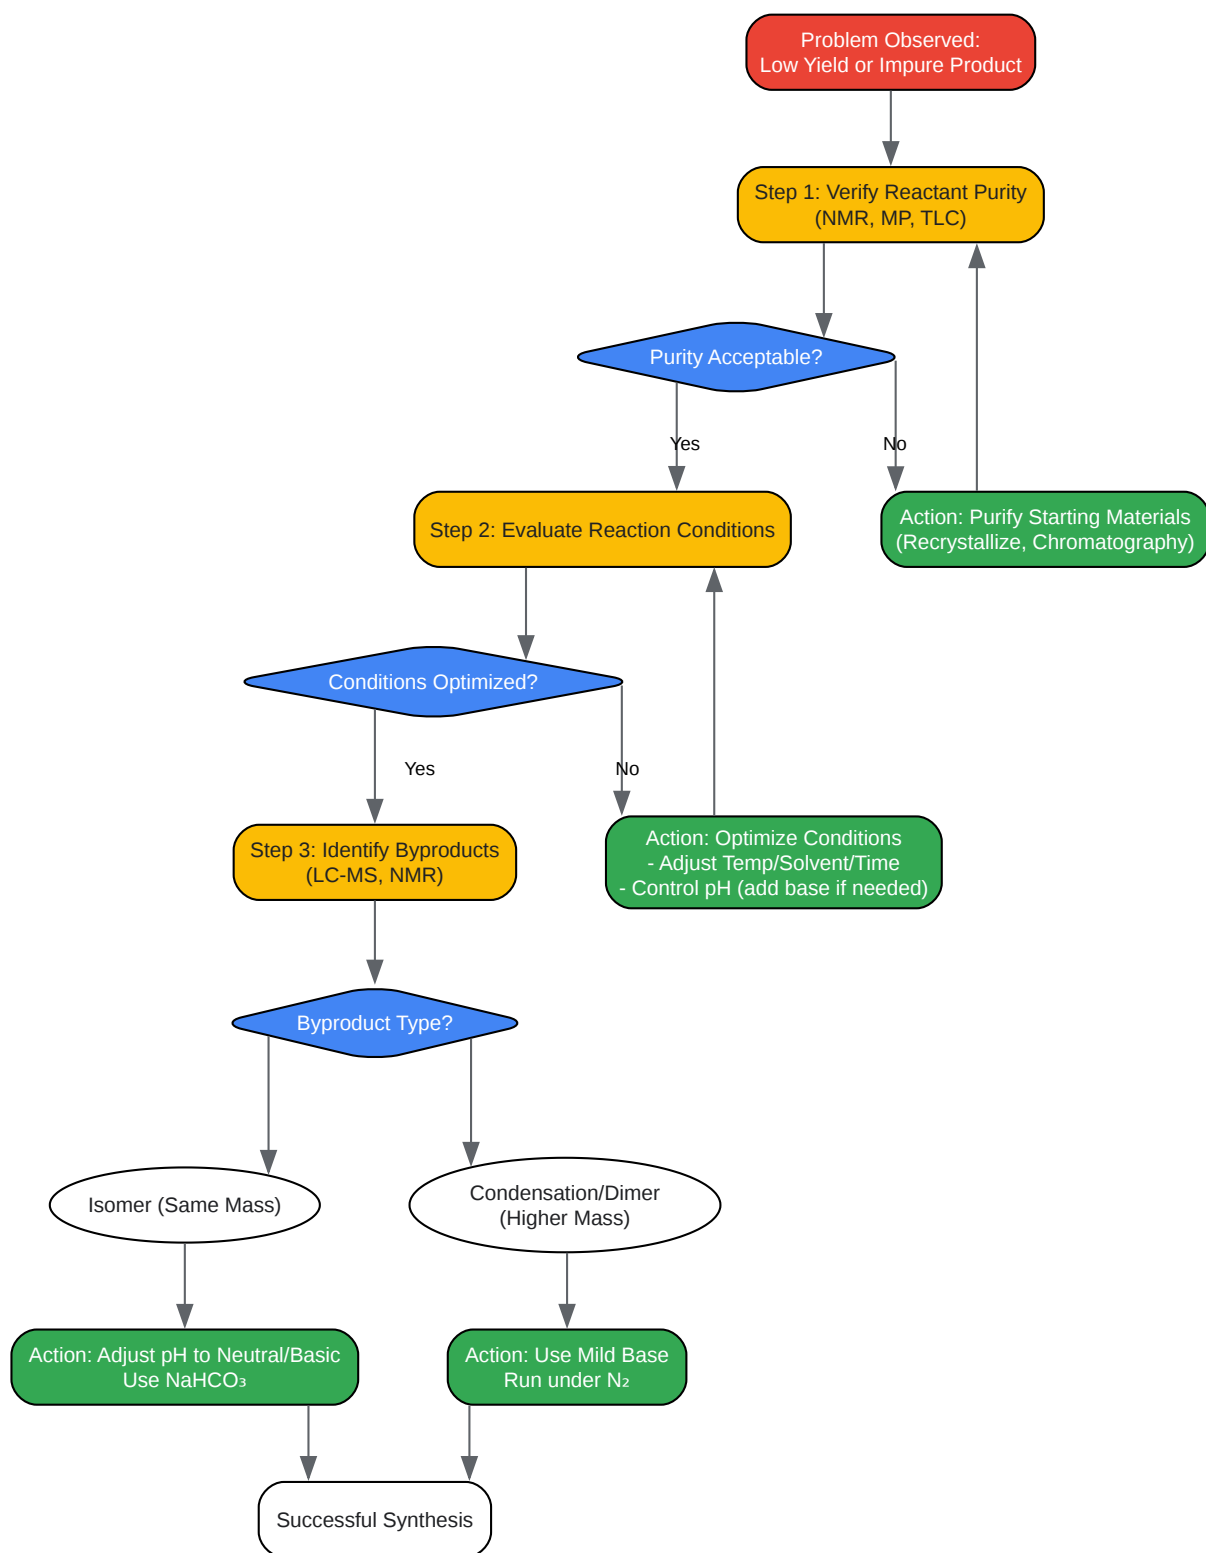 Problem Observed:
Low Yield or Impure Product
Step 1: Verify Reactant Purity
(NMR, MP, TLC)
Purity Acceptable?
Yes
No
Step 2: Evaluate Reaction Conditions
Action: Purify Starting Materials
(Recrystallize, Chromatography)
Conditions Optimized?
Yes
No
Step 3: Identify Byproducts
(LC-MS, NMR)
Action: Optimize Conditions
- Adjust Temp/Solvent/Time
- Control pH (add base if needed)
Byproduct Type?
Isomer (Same Mass)
Condensation/Dimer
(Higher Mass)
Action: Adjust pH to Neutral/Basic
Use NaHCO₃
Action: Use Mild Base
Run under N₂
Successful Synthesis